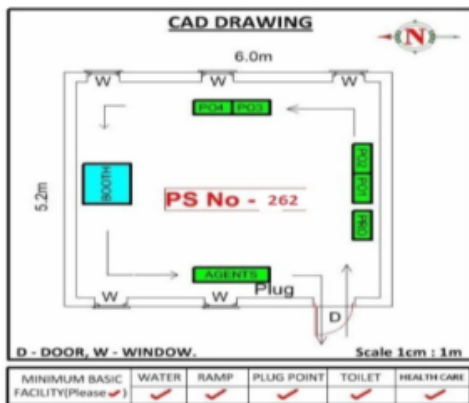 CAD DRAWING
N
6.0m
W W W
PO4 PO3
BOOTH
5.2m
PO2
PO1
PRO
PS No - 262
AGENTS
Plug
W W
D
D - DOOR, W - WINDOW. Scale 1cm : 1m
MINIMUM BASIC FACILITY(Please ✓) WATER RAMP PLUG POINT TOILET HEALTH CARE
✓ ✓ ✓ ✓ ✓